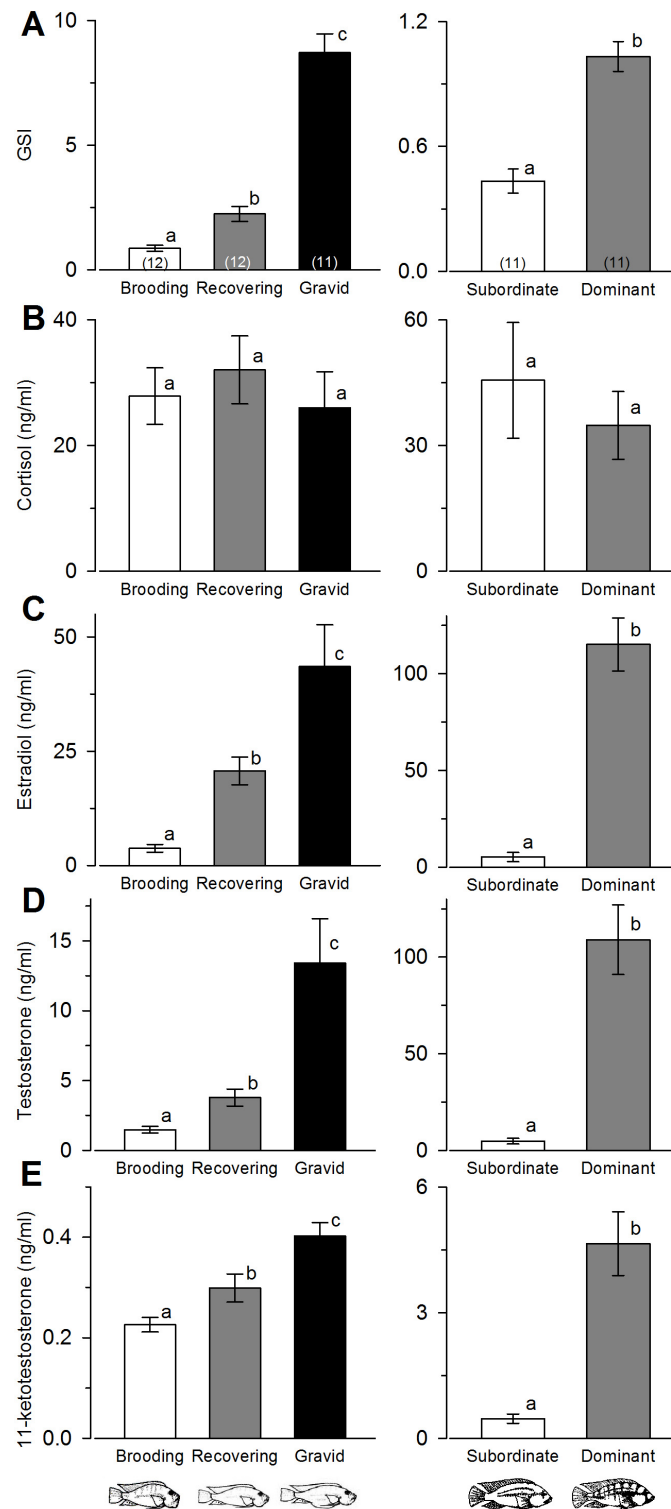 A
GSI
10
5
0
a
b
c
(12)
(12)
(11)
Brooding Recovering Gravid
1.2
0.6
0.0
a
b
(11)
(11)
Subordinate Dominant
B
Cortisol (ng/ml)
40
20
0
a
a
a
Brooding Recovering Gravid
60
30
0
a
a
Subordinate Dominant
C
Estradiol (ng/ml)
50
25
0
a
b
c
Brooding Recovering Gravid
100
50
0
a
b
Subordinate Dominant
D
Testosterone (ng/ml)
15
10
5
0
a
b
c
Brooding Recovering Gravid
100
50
0
a
b
Subordinate Dominant
E
11-ketotestosterone (ng/ml)
0.4
0.2
0.0
a
b
c
Brooding Recovering Gravid
6
3
0
a
b
Subordinate Dominant